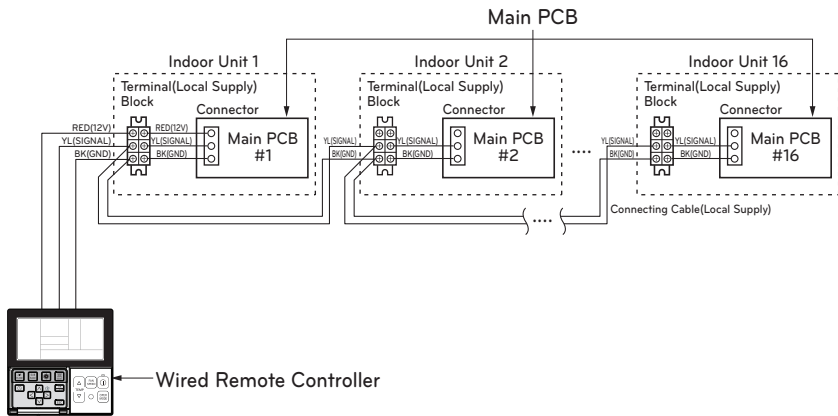 Main PCB
Indoor Unit 1
Indoor Unit 2
Indoor Unit 16
Terminal(Local Supply)
Block
Connector
Terminal(Local Supply)
Block
Connector
Terminal(Local Supply)
Block
Connector
RED(12V)
RED(12V)
YL(SIGNAL)
YL(SIGNAL)
BK(GND)
BK(GND)
Main PCB
#1
YL(SIGNAL)
YL(SIGNAL)
BK(GND)
BK(GND)
Main PCB
#2
....
YL(SIGNAL)
YL(SIGNAL)
BK(GND)
BK(GND)
Main PCB
#16
....
Connecting Cable(Local Supply)
TEMP
Wired Remote Controller